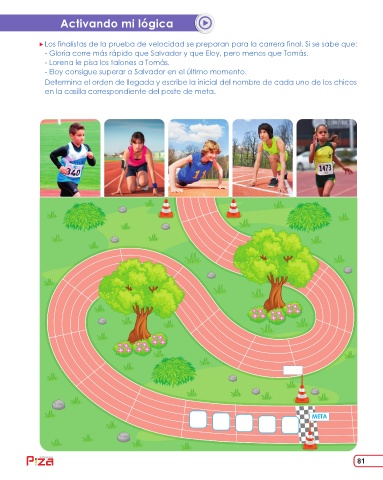 Activando mi lógica
Los finalistas de la prueba de velocidad se preparan para la carrera final. Si se sabe que:
- Gloria corre más rápido que Salvador y que Eloy, pero menos que Tomás.
- Lorena le pisa los talones a Tomás.
- Eloy consigue superar a Salvador en el último momento.
Determina el orden de llegada y escribe la inicial del nombre de cada uno de los chicos
en la casilla correspondiente del poste de meta.
340
11
1473
META
Piza
81